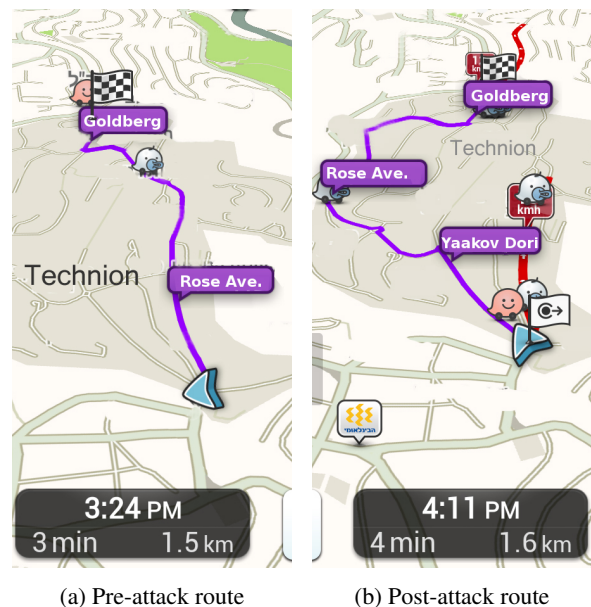 Goldberg
Technion
Rose Ave.
3:24 PM
3 min 1.5 km
(a) Pre-attack route
Goldberg
Technion
Rose Ave.
kmh
Yaakov Dori
הבינלאומי
4:11 PM
4 min 1.6 km
(b) Post-attack route